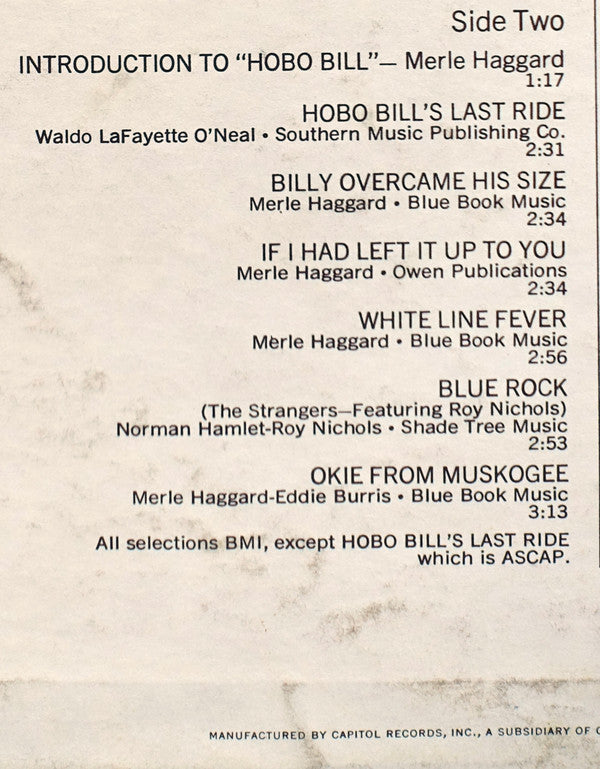 Side Two
INTRODUCTION TO “HOBO BILL”— Merle Haggard
1:17
HOBO BILL'S LAST RIDE
Waldo LaFayette O'Neal • Southern Music Publishing Co.
2:31
BILLY OVERCAME HIS SIZE
Merle Haggard • Blue Book Music
2:34
IF I HAD LEFT IT UP TO YOU
Merle Haggard • Owen Publications
2:34
WHITE LINE FEVER
Merle Haggard • Blue Book Music
2:56
BLUE ROCK
(The Strangers—Featuring Roy Nichols)
Norman Hamlet-Roy Nichols • Shade Tree Music
2:53
OKIE FROM MUSKOGEE
Merle Haggard-Eddie Burris • Blue Book Music
3:13
All selections BMI, except HOBO BILL'S LAST RIDE
which is ASCAP.
MANUFACTURED BY CAPITOL RECORDS, INC., A SUBSIDIARY OF